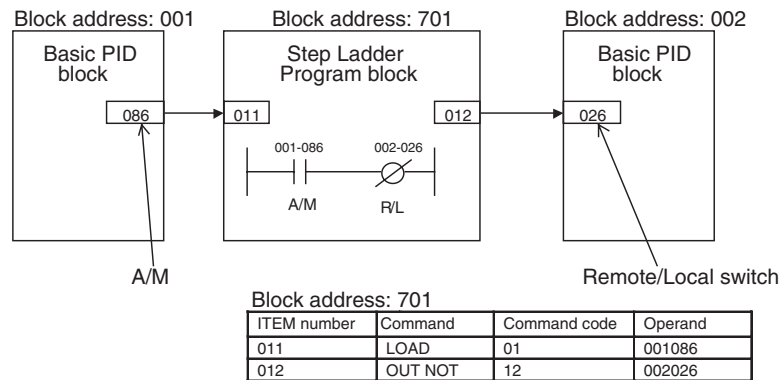 Block address: 001
Block address: 701
Block address: 002
Basic PID
block
Step Ladder
Program block
Basic PID
block
086
011
012
026
001-086
002-026
A/M
R/L
A/M
Remote/Local switch
Block address: 701
ITEM number Command Command code Operand
011 LOAD 01 001086
012 OUT NOT 12 002026